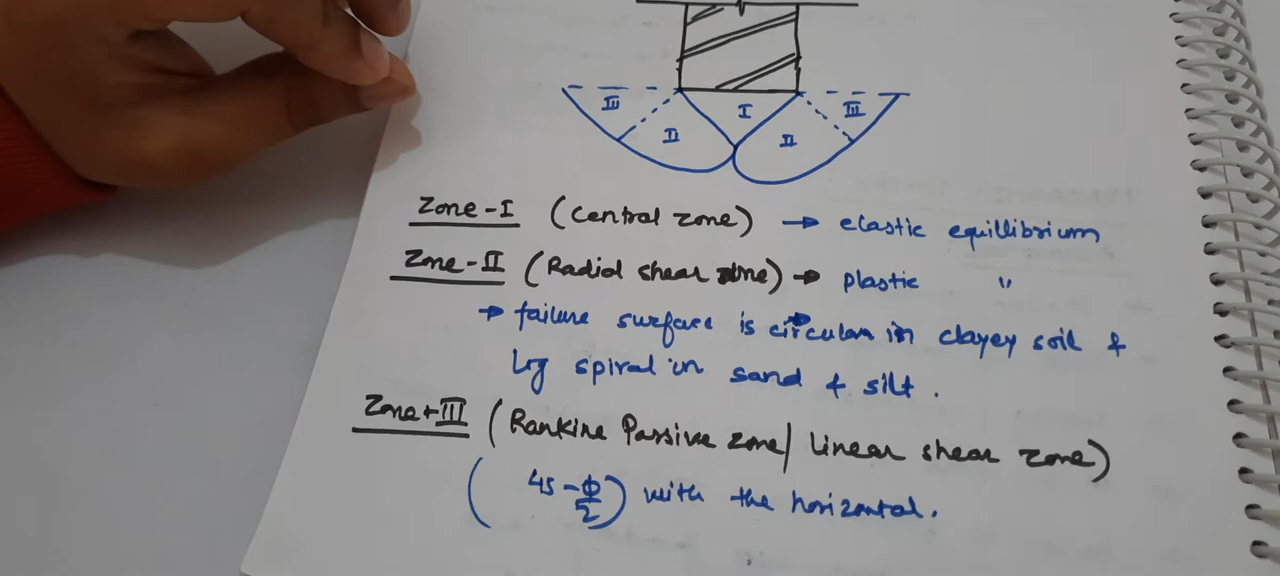 III I III
II II
Zone-I (Central zone) → elastic equillibrium
Zone-II (Radial shear zone) → plastic "
→ failure surface is circular in clayey soil &
Log spiral in sand & silt.
Zone-III (Rankine Passive zone/ Linear shear zone)
(45-Φ/2) with the horizontal.